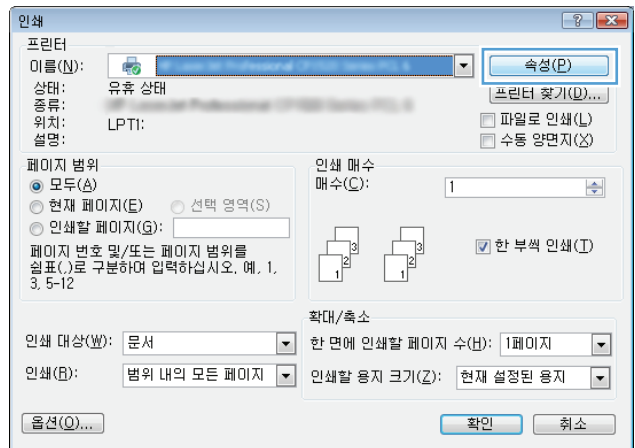 인쇄
프린터
이름(N):
속성(P)
상태: 유휴 상태
프린터 찾기(D)...
종류:
위치: LPT1:
파일로 인쇄(L)
설명:
수동 양면지(X)
페이지 범위
모두(A)
현재 페이지(E) 선택 영역(S)
인쇄할 페이지(G):
페이지 번호 및/또는 페이지 범위를
쉼표(,)로 구분하여 입력하십시오. 예, 1,
3, 5-12
인쇄 매수
매수(C): 1
3 2 1 3 2 1
한 부씩 인쇄(T)
인쇄 대상(W): 문서
인쇄(R): 범위 내의 모든 페이지
확대/축소
한 면에 인쇄할 페이지 수(H): 1페이지
인쇄할 용지 크기(Z): 현재 설정된 용지
옵션(O)... 확인 취소